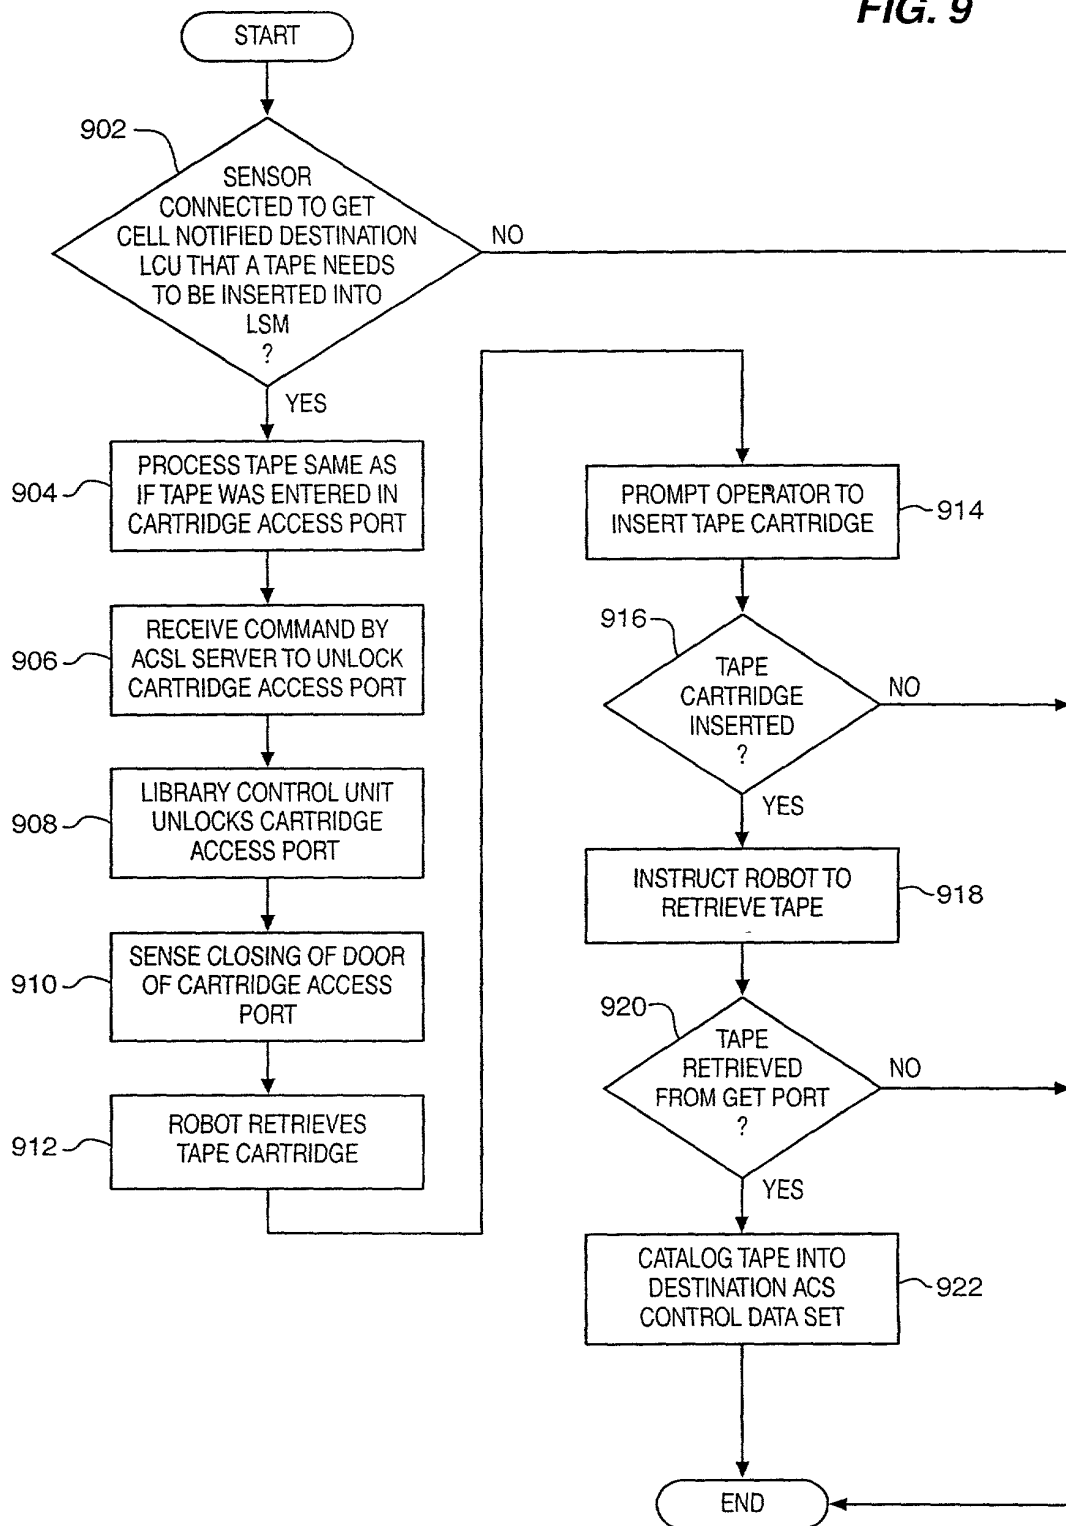 FIG. 9
START
902
SENSOR
CONNECTED TO GET
CELL NOTIFIED DESTINATION
LCU THAT A TAPE NEEDS
TO BE INSERTED INTO
LSM
?
NO
YES
904
PROCESS TAPE SAME AS
IF TAPE WAS ENTERED IN
CARTRIDGE ACCESS PORT
906
RECEIVE COMMAND BY
ACSL SERVER TO UNLOCK
CARTRIDGE ACCESS PORT
908
LIBRARY CONTROL UNIT
UNLOCKS CARTRIDGE
ACCESS PORT
910
SENSE CLOSING OF DOOR
OF CARTRIDGE ACCESS
PORT
912
ROBOT RETRIEVES
TAPE CARTRIDGE
PROMPT OPERATOR TO
INSERT TAPE CARTRIDGE
914
916
TAPE
CARTRIDGE
INSERTED
?
NO
YES
INSTRUCT ROBOT TO
RETRIEVE TAPE
918
920
TAPE
RETRIEVED
FROM GET PORT
?
NO
YES
CATALOG TAPE INTO
DESTINATION ACS
CONTROL DATA SET
922
END